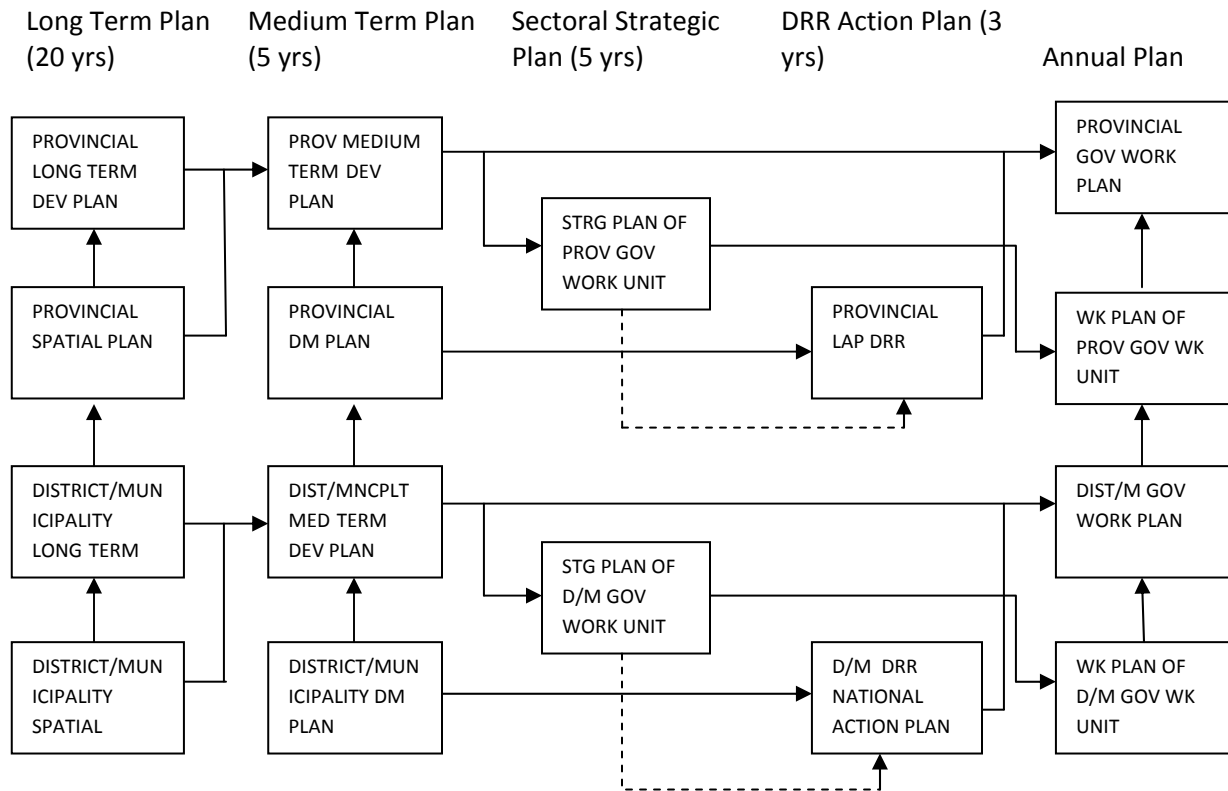 Long Term Plan
(20 yrs)
Medium Term Plan
(5 yrs)
Sectoral Strategic
Plan (5 yrs)
DRR Action Plan (3
yrs)
Annual Plan
PROVINCIAL
LONG TERM
DEV PLAN
PROV MEDIUM
TERM DEV
PLAN
PROVINCIAL
GOV WORK
PLAN
STRG PLAN OF
PROV GOV
WORK UNIT
PROVINCIAL
SPATIAL PLAN
PROVINCIAL
DM PLAN
PROVINCIAL
LAP DRR
WK PLAN OF
PROV GOV WK
UNIT
DISTRICT/MUN
ICIPALITY
LONG TERM
DIST/MNCPLT
MED TERM
DEV PLAN
DIST/M GOV
WORK PLAN
STG PLAN OF
D/M GOV
WORK UNIT
DISTRICT/MUN
ICIPALITY
SPATIAL
DISTRICT/MUN
ICIPALITY DM
PLAN
D/M DRR
NATIONAL
ACTION PLAN
WK PLAN OF
D/M GOV WK
UNIT